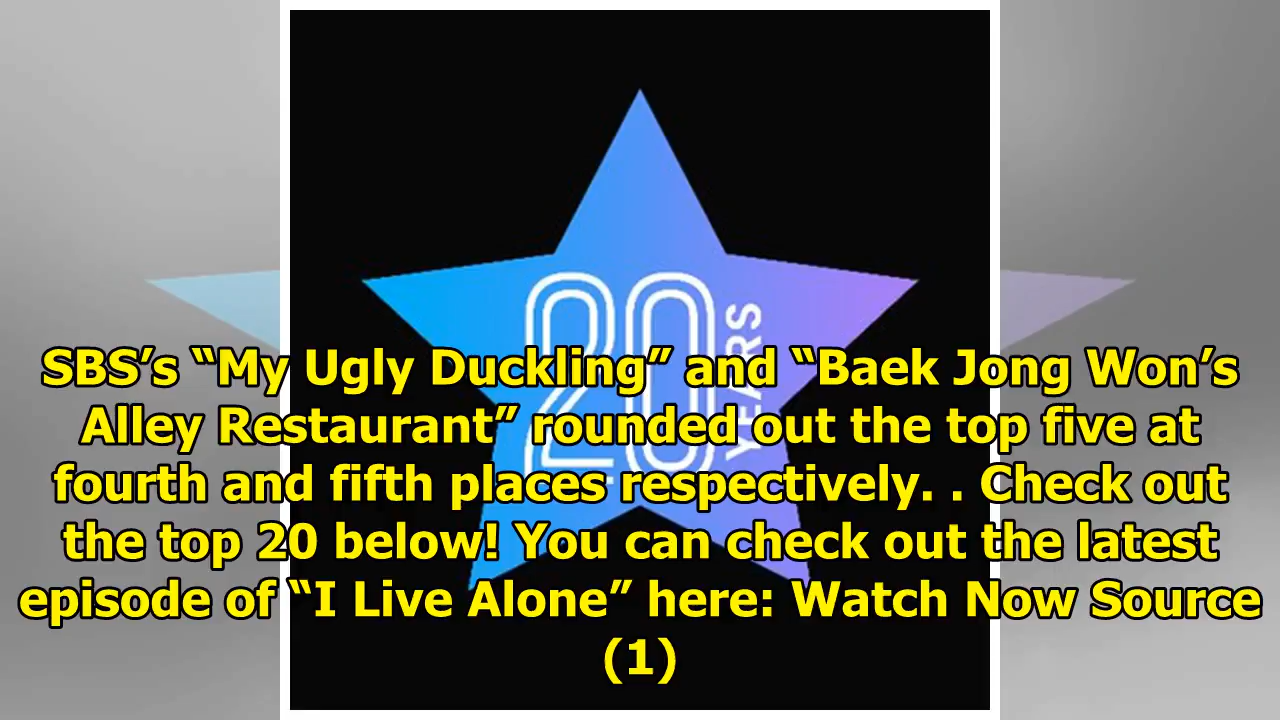 20
YEARS
SBS’s “My Ugly Duckling” and “Baek Jong Won’s
Alley Restaurant” rounded out the top five at
fourth and fifth places respectively. . Check out
the top 20 below! You can check out the latest
episode of “I Live Alone” here: Watch Now Source
(1)